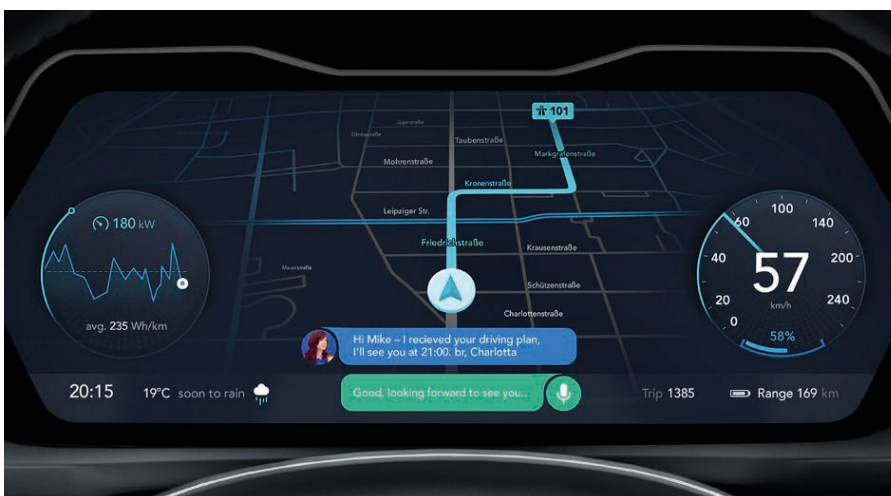 101
Jägerstraße
Glinkastraße
Taubenstraße
Mohrenstraße
Markgrafenstraße
Kronenstraße
Leipziger Str.
Friedrichstraße
Krausenstraße
Mauerstraße
Schützenstraße
Charlottenstraße
180 kW
avg. 235 Wh/km
100
60
140
40
57
200
km/h
20
240
0
58%
Hi Mike – I recieved your driving plan,
I'll see you at 21:00. br, Charlotta
20:15
19°C soon to rain
Good, looking forward to see you...
Trip 1385
Range 169 km